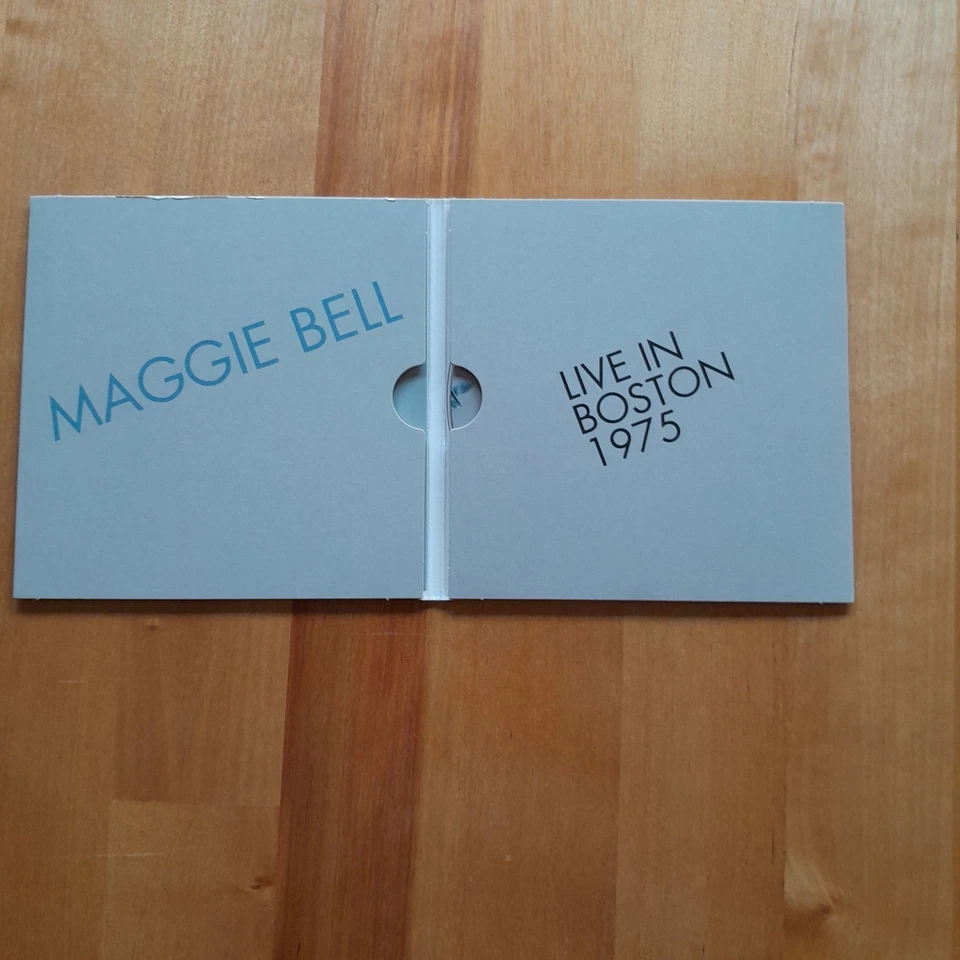 MAGGIE BELL
LIVE IN
BOSTON
1975